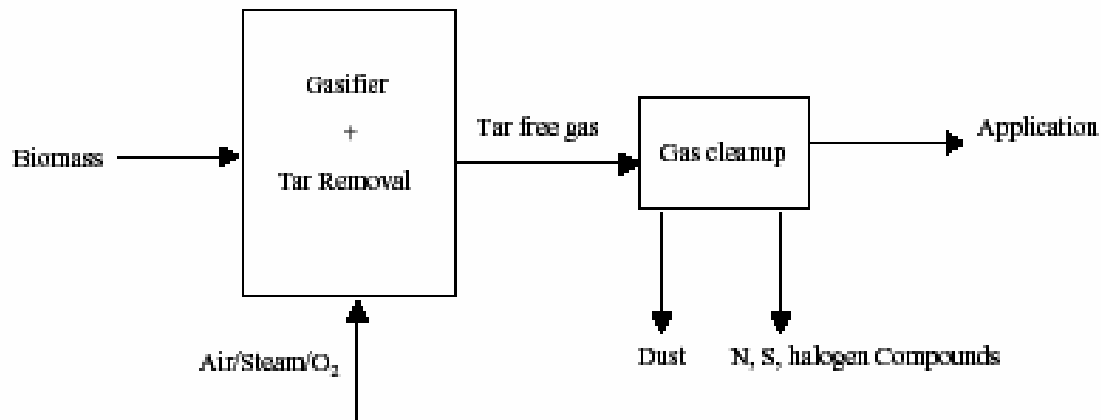 Gasifier
+
Tar Removal
Biomass
Air/Steam/O₂
Tar free gas
Gas cleanup
Application
Dust
N, S, halogen Compounds